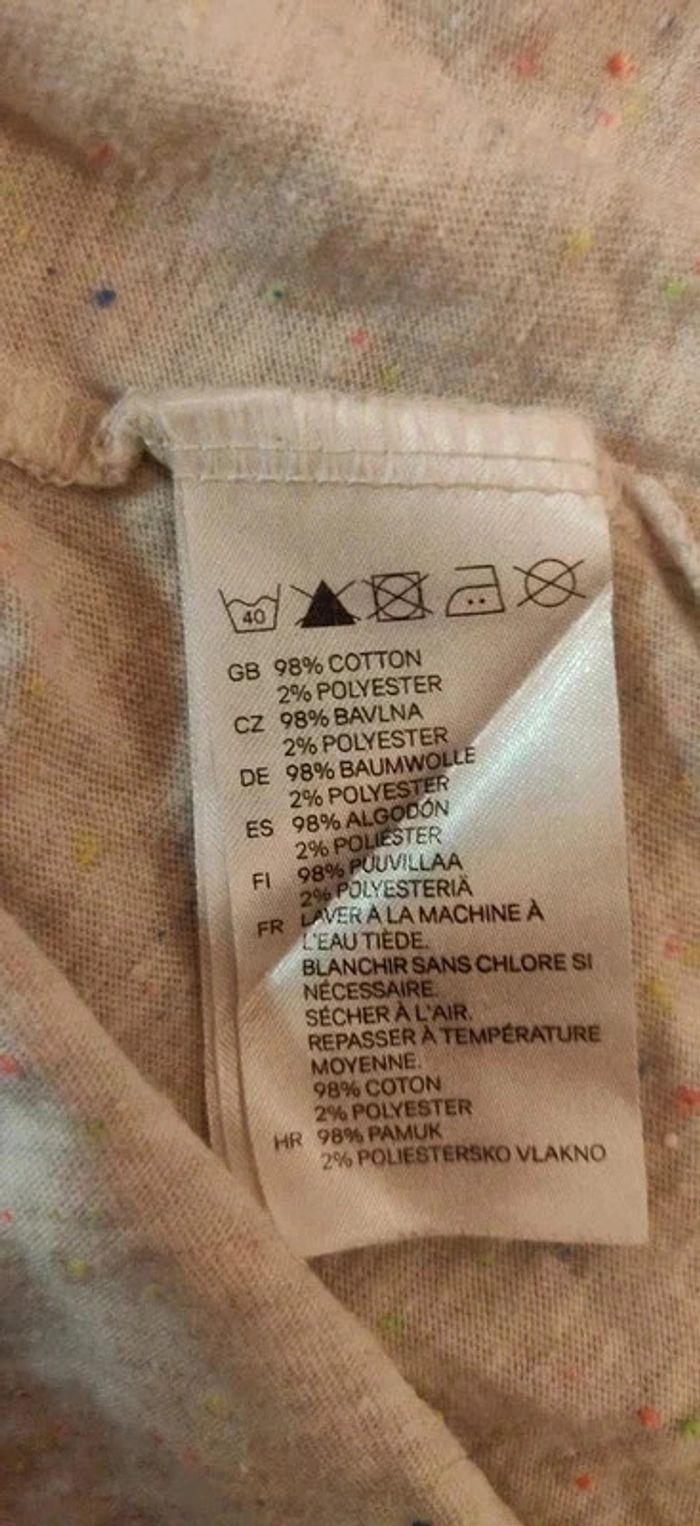 40
GB 98% COTTON
2% POLYESTER
CZ 98% BAVLNA
2% POLYESTER
DE 98% BAUMWOLLE
2% POLYESTER
ES 98% ALGODÓN
2% POLIÉSTER
FI 98% PUUVILLAA
2% POLYESTERIÄ
FR LAVER À LA MACHINE À
L'EAU TIÈDE.
BLANCHIR SANS CHLORE SI
NÉCESSAIRE.
SÉCHER À L'AIR.
REPASSER À TEMPÉRATURE
MOYENNE.
98% COTON
2% POLYESTER
HR 98% PAMUK
2% POLIESTERSKO VLAKNO